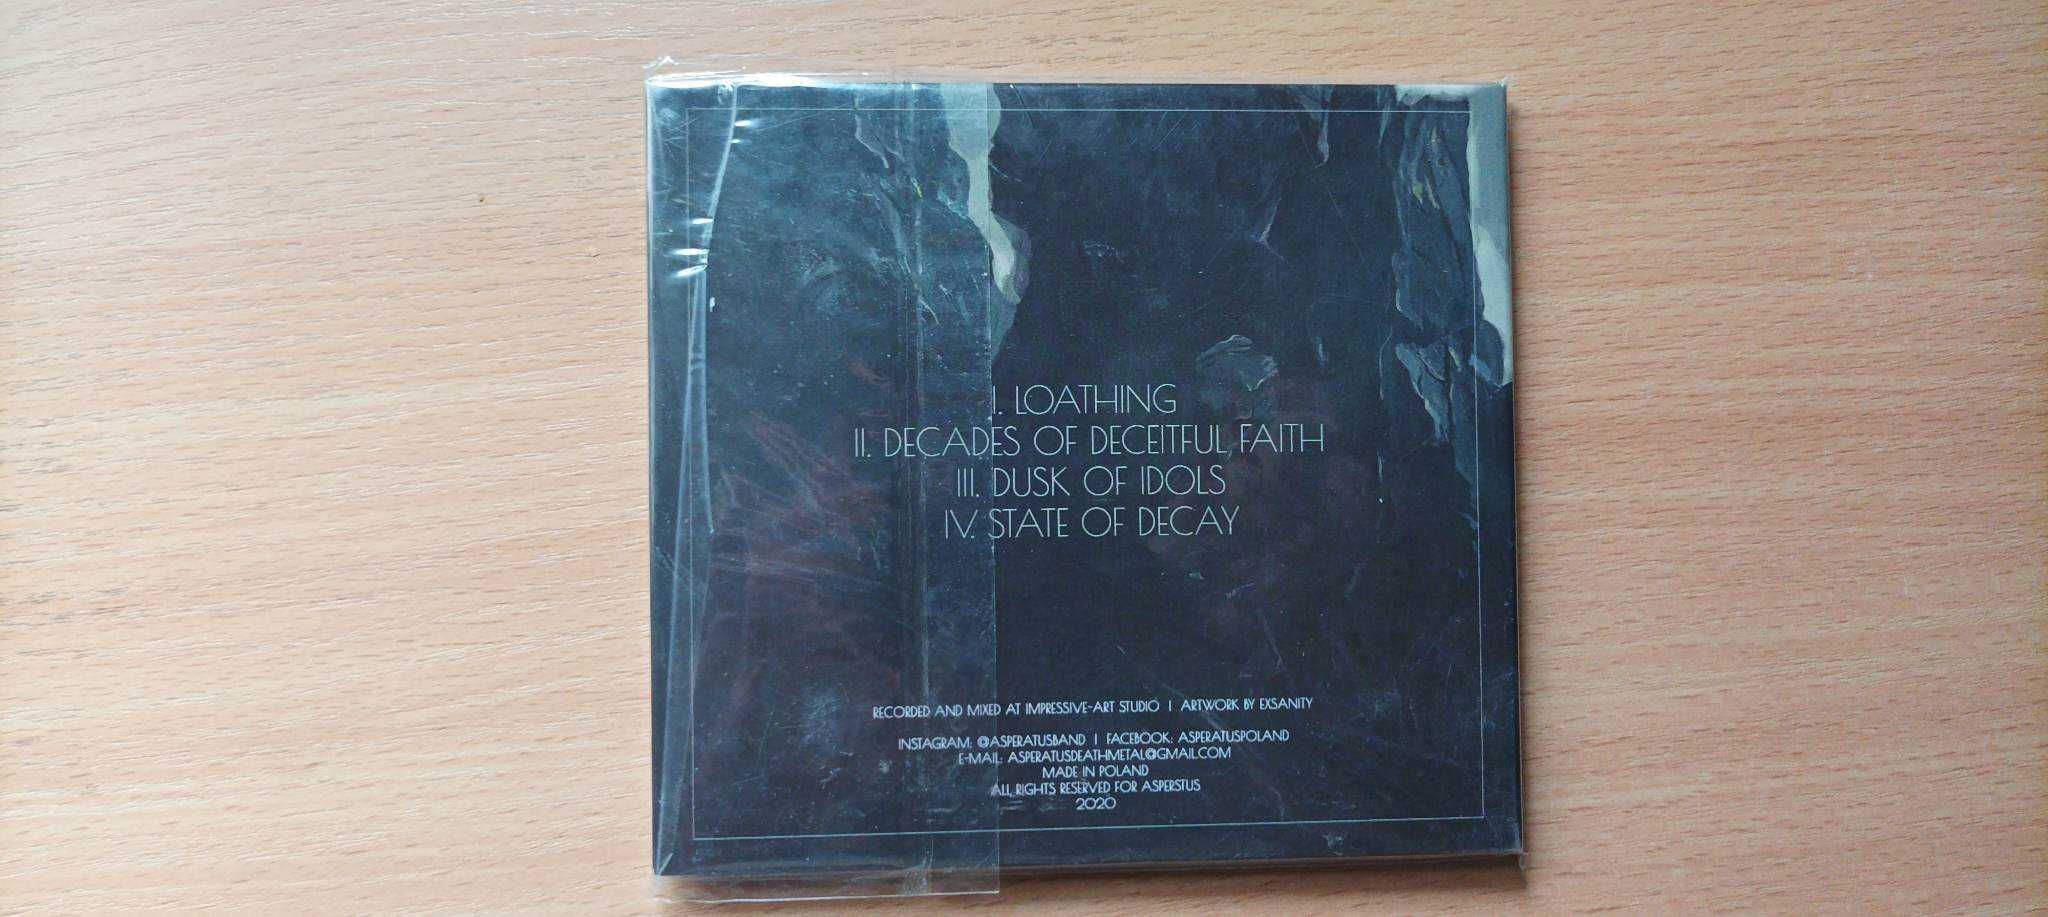 I. LOATHING
II. DECADES OF DECEITFUL FAITH
III. DUSK OF IDOLS
IV. STATE OF DECAY
RECORDED AND MIXED AT IMPRESSIVE-ART STUDIO | ARTWORK BY EXSANITY
INSTAGRAM: @ASPERATUSBAND | FACEBOOK: ASPERATUSPOLAND
E-MAIL: ASPERATUSDEATHMETAL@GMAIL.COM
MADE IN POLAND
ALL RIGHTS RESERVED FOR ASPERSTUS
2020